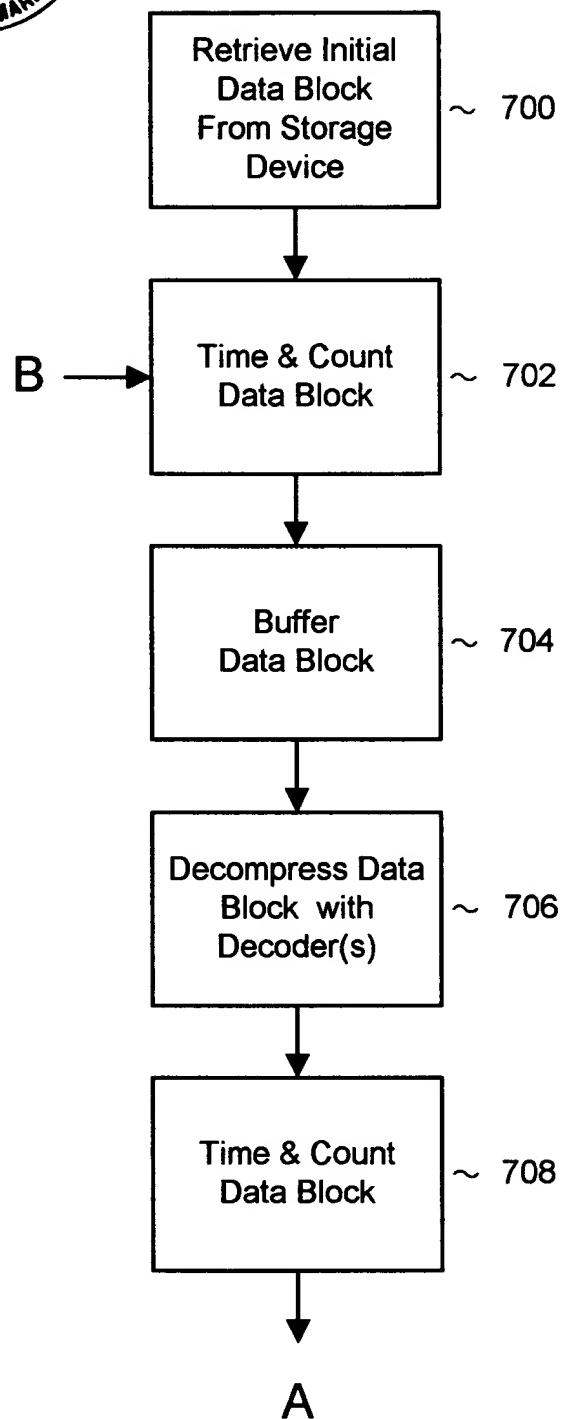 Retrieve Initial
Data Block
From Storage
Device
~ 700
B
Time & Count
Data Block
~ 702
Buffer
Data Block
~ 704
Decompress Data
Block with
Decoder(s)
~ 706
Time & Count
Data Block
~ 708
A